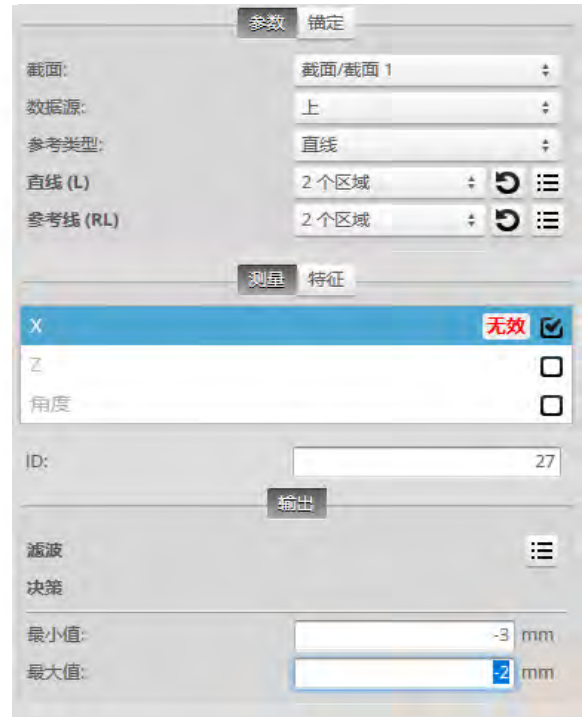 参数 锚定
截面: 截面/截面 1
数据源: 上
参考类型: 直线
直线 (L) 2 个区域
参考线 (RL) 2 个区域
测量 特征
X 无效
Z
角度
ID: 27
输出
滤波
决策
最小值: -3 mm
最大值: -2 mm